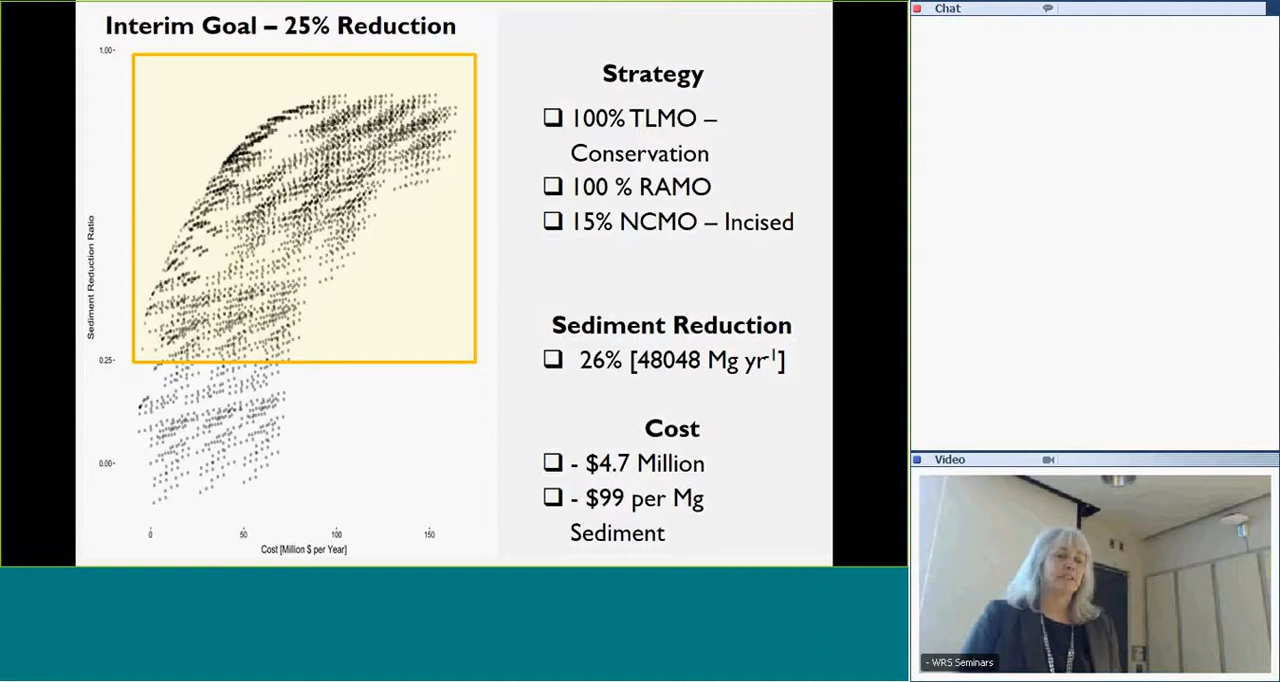 Interim Goal – 25% Reduction
1.00
0.25
0.00
Sediment Reduction Ratio
0
50
100
150
Cost [Million $ per Year]
Strategy
100% TLMO –
Conservation
100 % RAMO
15% NCMO – Incised
Sediment Reduction
26% [48048 Mg yr-1]
Cost
- $4.7 Million
- $99 per Mg
Sediment
Chat
Video
- WRS Seminars